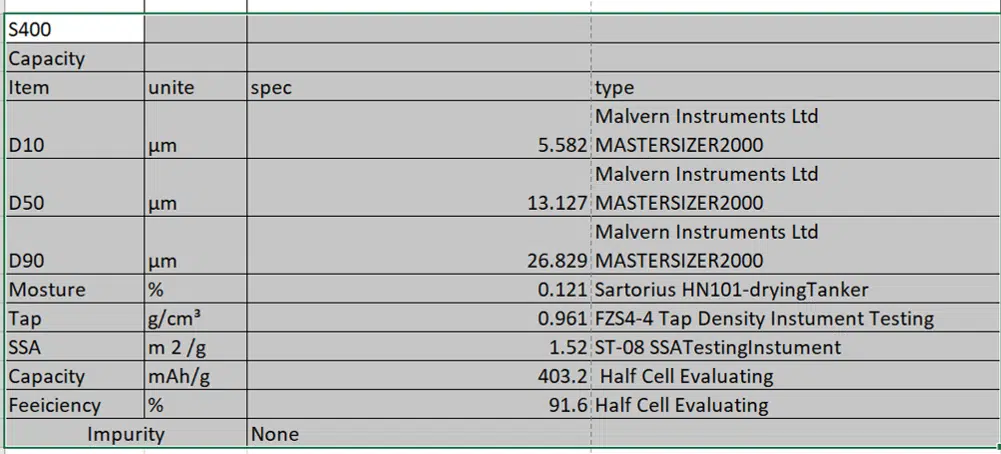 S400
Capacity
Item unite spec type
Malvern Instruments Ltd
D10 µm 5.582 MASTERSIZER2000
Malvern Instruments Ltd
D50 µm 13.127 MASTERSIZER2000
Malvern Instruments Ltd
D90 µm 26.829 MASTERSIZER2000
Mosture % 0.121 Sartorius HN101-dryingTanker
Tap g/cm³ 0.961 FZS4-4 Tap Density Instument Testing
SSA m 2 /g 1.52 ST-08 SSATestingInstument
Capacity mAh/g 403.2 Half Cell Evaluating
Feeiciency % 91.6 Half Cell Evaluating
Impurity None